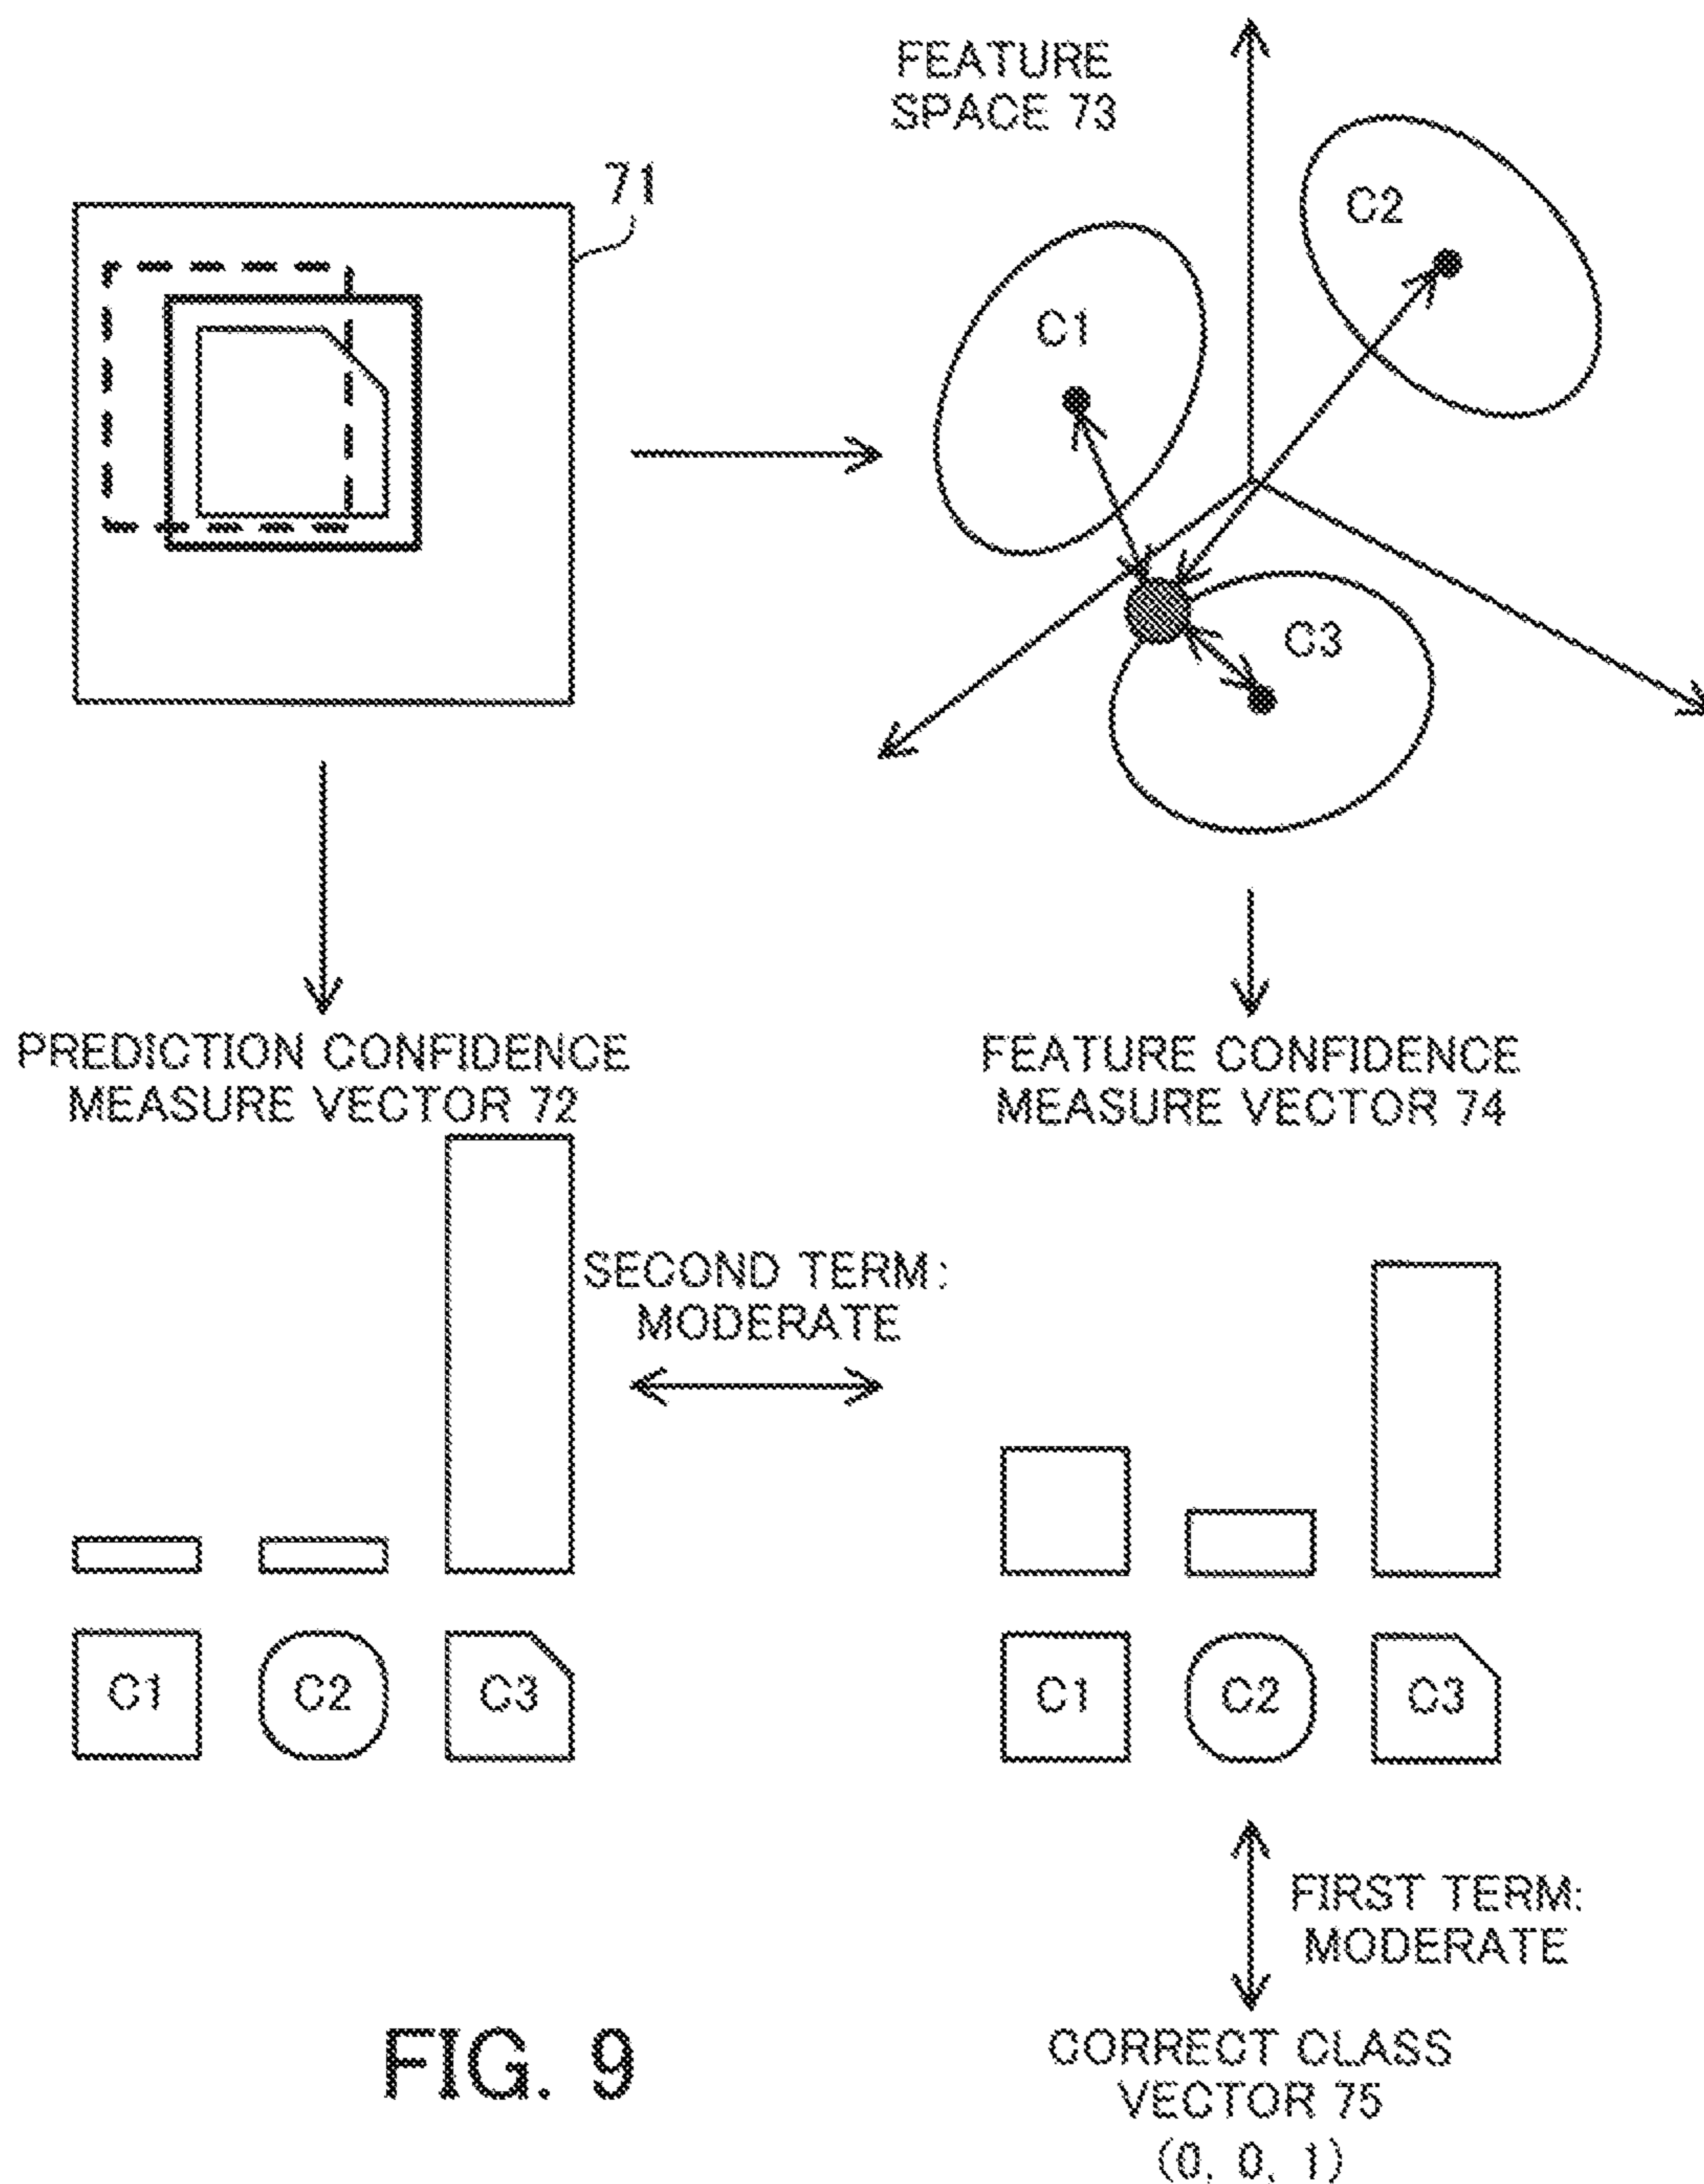 FEATURE
SPACE 73
71
C2
C1
C3
PREDICTION CONFIDENCE
MEASURE VECTOR 72
FEATURE CONFIDENCE
MEASURE VECTOR 74
SECOND TERM:
MODERATE
C1 C2 C3
C1 C2 C3
FIRST TERM:
MODERATE
CORRECT CLASS
VECTOR 75
(0, 0, 1)
FIG. 9